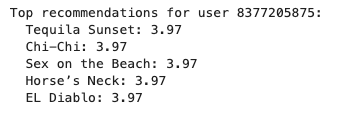 Top recommendations for user 8377205875:
Tequila Sunset: 3.97
Chi-Chi: 3.97
Sex on the Beach: 3.97
Horse’s Neck: 3.97
EL Diablo: 3.97